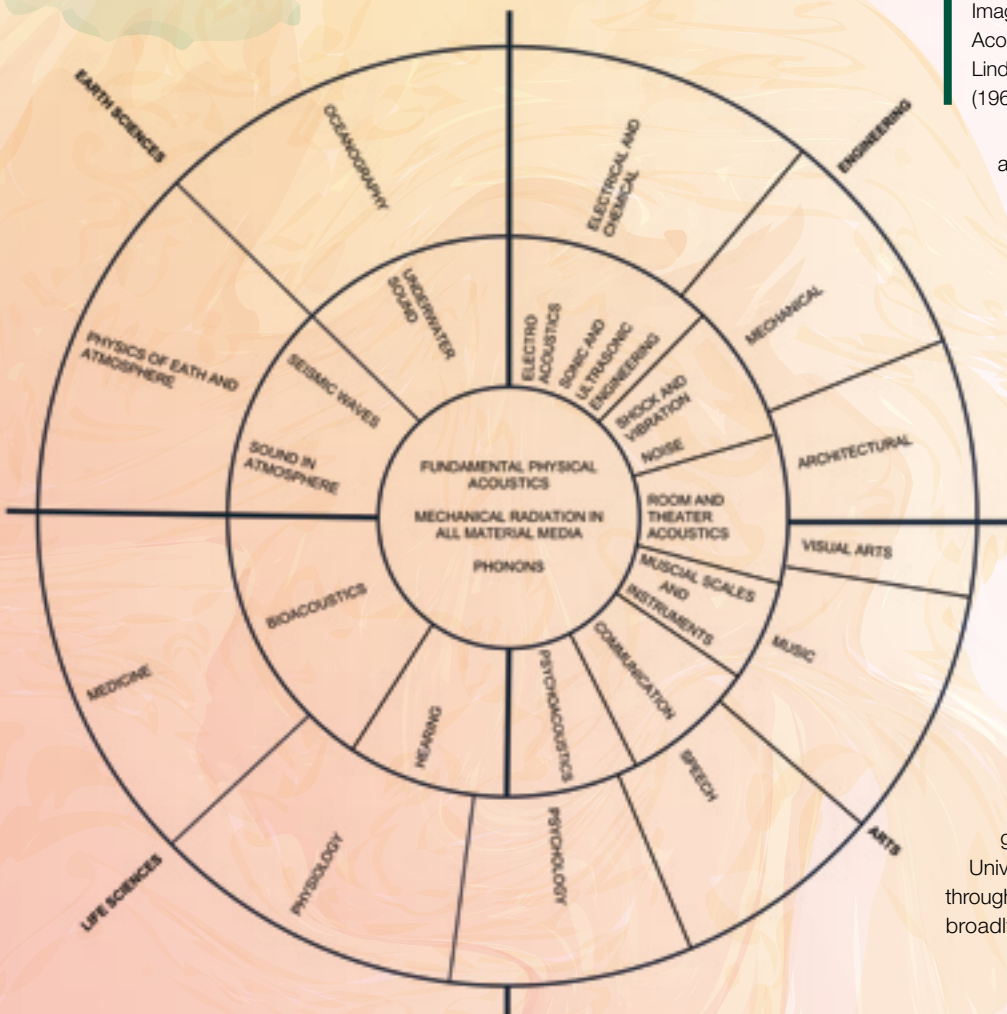 EARTH SCIENCES
ENGINEERING
ARTS
LIFE SCIENCES
OCEANOGRAPHY
ELECTRICAL AND
CHEMICAL
MECHANICAL
ARCHITECTURAL
VISUAL ARTS
MUSIC
SPEECH
PSYCHOLOGY
PHYSIOLOGY
MEDICINE
PHYSICS OF EATH AND
ATMOSPHERE
UNDERWATER
SOUND
ELECTRO
ACOUSTICS
SONIC AND
ULTRASONIC
ENGINEERING
SHOCK AND
VIBRATION
NOISE
ROOM AND
THEATER
ACOUSTICS
MUSCIAL SCALES
AND
INSTRUMENTS
COMMUNICATION
PSYCHOACOUSTICS
HEARING
BIOACOUSTICS
SOUND IN
ATMOSPHERE
SEISMIC WAVES
FUNDAMENTAL PHYSICAL
ACOUSTICS
MECHANICAL RADIATION IN
ALL MATERIAL MEDIA
PHONONS
Imag
Aco
Lind
(196
a
g
Univ
through
broadl